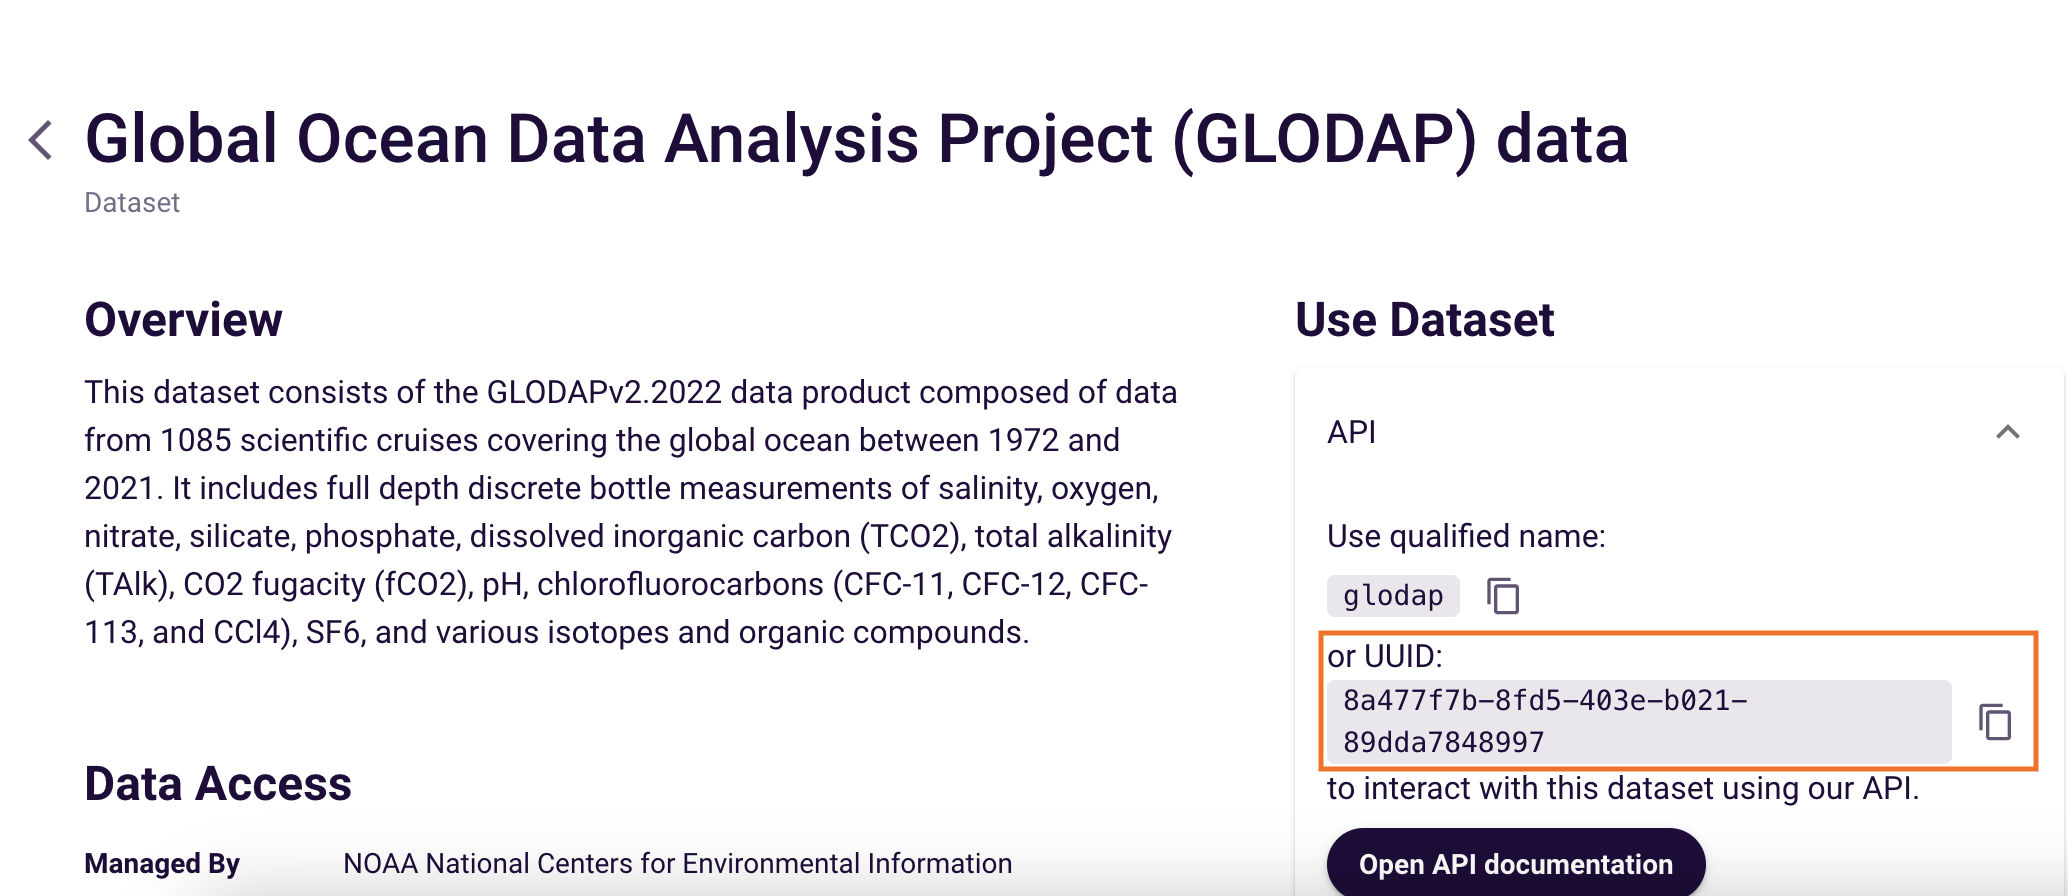 Global Ocean Data Analysis Project (GLODAP) data
Dataset
Overview
This dataset consists of the GLODAPv2.2022 data product composed of data
from 1085 scientific cruises covering the global ocean between 1972 and
2021. It includes full depth discrete bottle measurements of salinity, oxygen,
nitrate, silicate, phosphate, dissolved inorganic carbon (TCO2), total alkalinity
(TAlk), CO2 fugacity (fCO2), pH, chlorofluorocarbons (CFC-11, CFC-12, CFC-
113, and CCl4), SF6, and various isotopes and organic compounds.
Data Access
Managed By NOAA National Centers for Environmental Information
Use Dataset
API
Use qualified name:
glodap
or UUID:
8a477f7b-8fd5-403e-b021-
89dda7848997
to interact with this dataset using our API.
Open API documentation